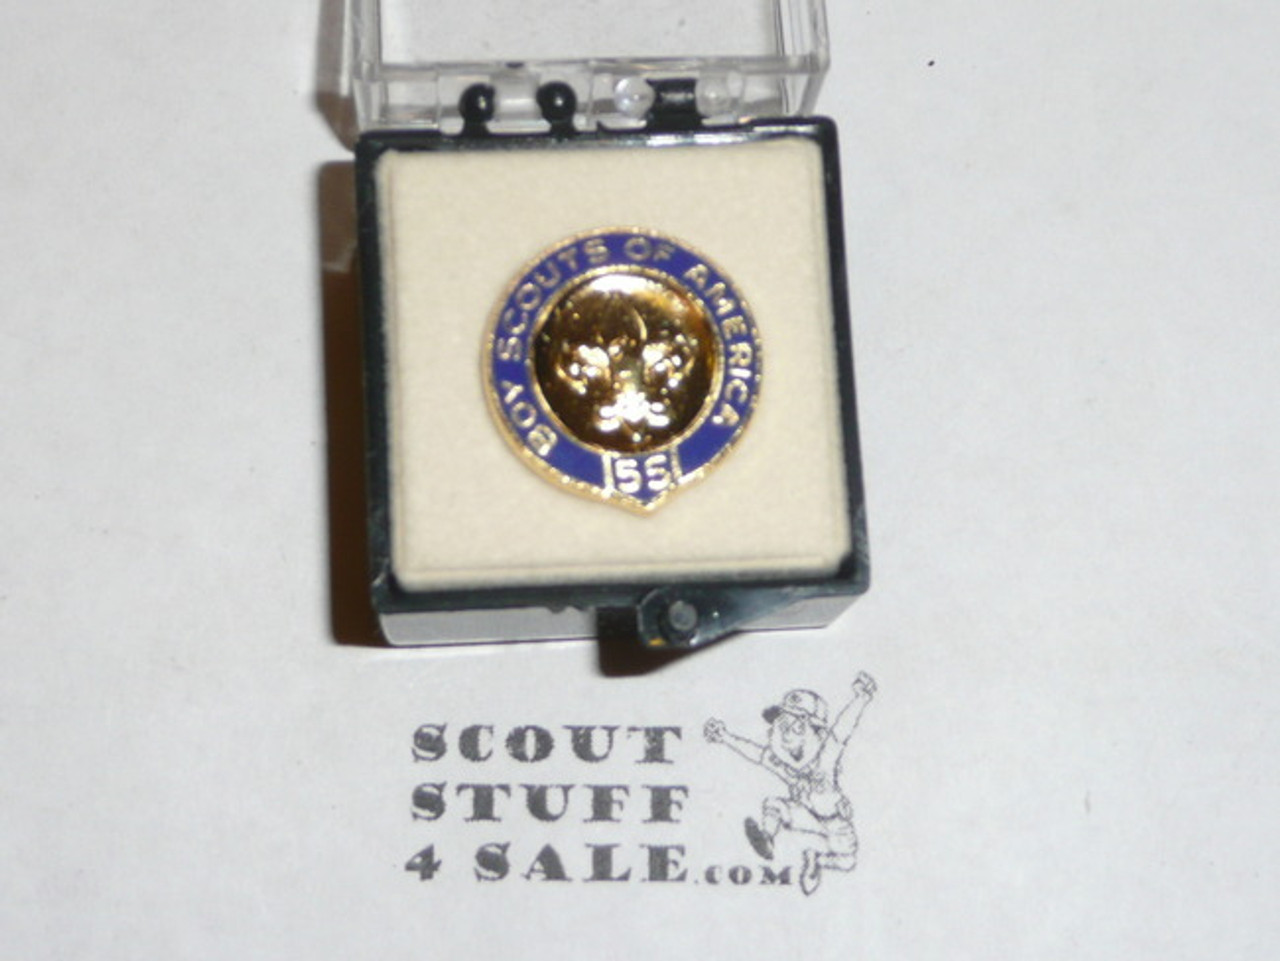 BOY SCOUTS OF AMERICA
55
SCOUT
STUFF
4 SALE.COM